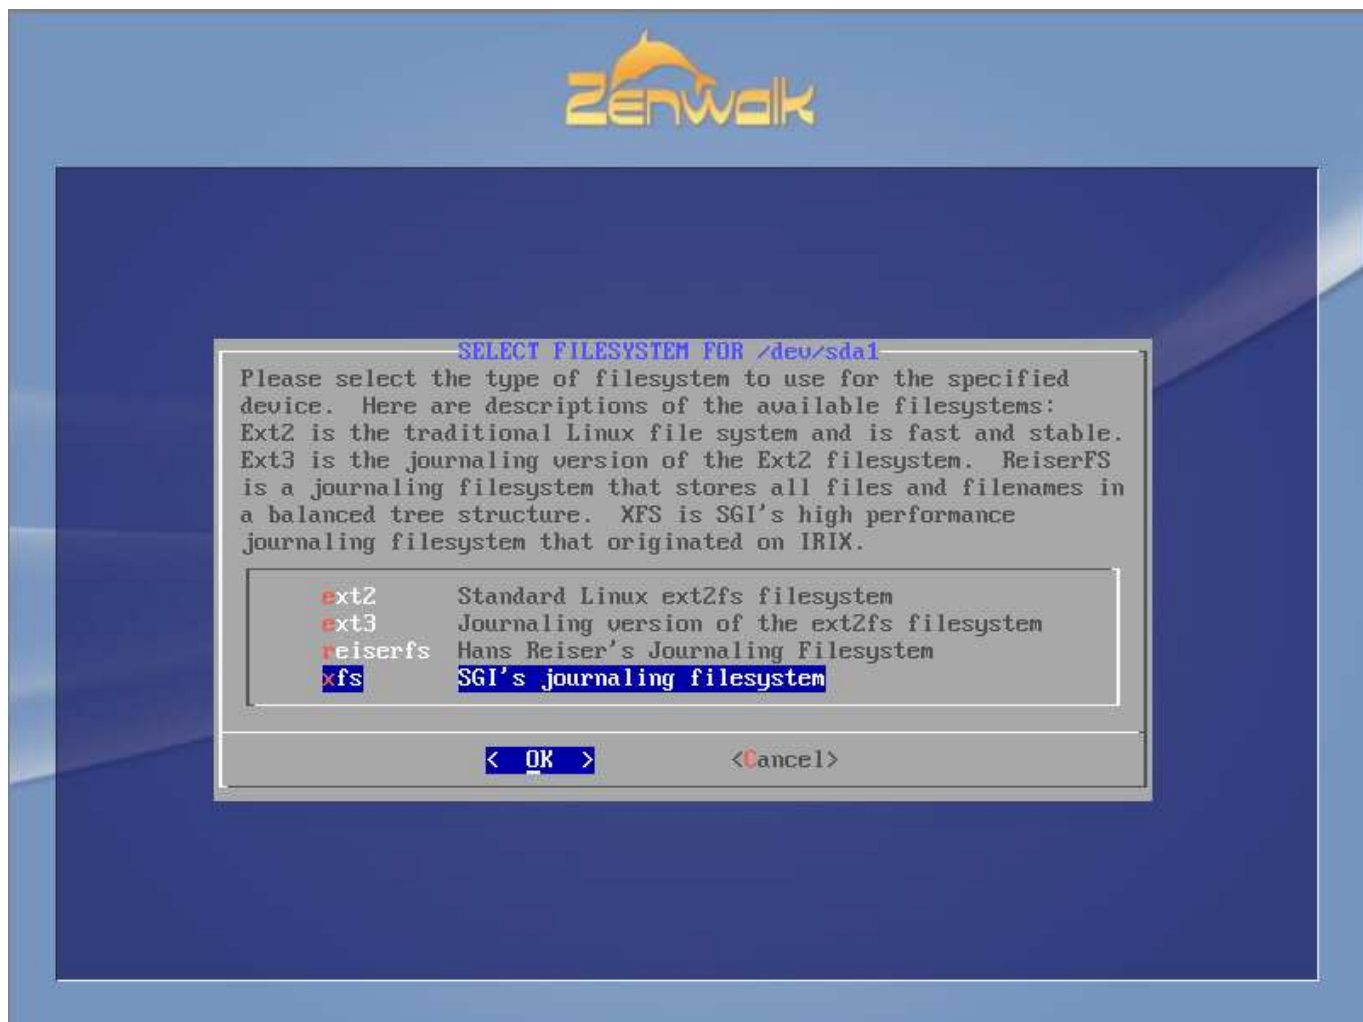 Zenwalk
SELECT FILESYSTEM FOR /dev/sda1
Please select the type of filesystem to use for the specified
device.  Here are descriptions of the available filesystems:
Ext2 is the traditional Linux file system and is fast and stable.
Ext3 is the journaling version of the Ext2 filesystem.  ReiserFS
is a journaling filesystem that stores all files and filenames in
a balanced tree structure.  XFS is SGI's high performance
journaling filesystem that originated on IRIX.
ext2 Standard Linux ext2fs filesystem
ext3 Journaling version of the ext2fs filesystem
reiserfs Hans Reiser's Journaling Filesystem
xfs SGI's journaling filesystem
< OK > <Cancel>